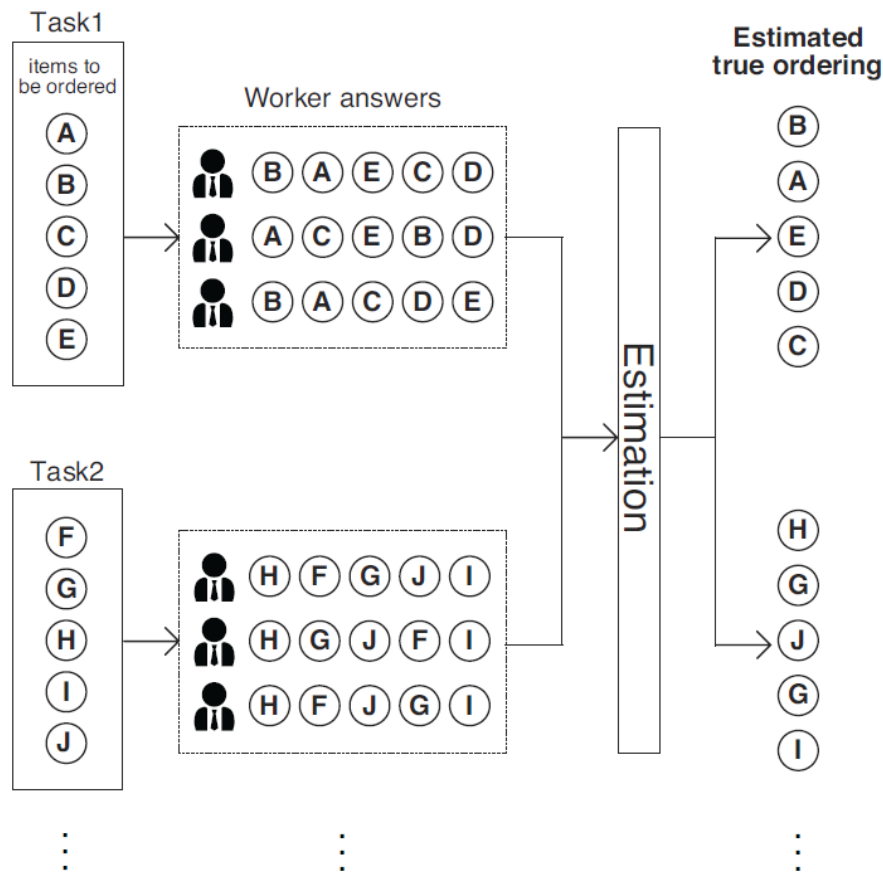 Task1
items to
be ordered
A
B
C
D
E
Worker answers
B A E C D
A C E B D
B A C D E
Estimation
Estimated
true ordering
B
A
E
D
C
Task2
F
G
H
I
J
H F G J I
H G J F I
H F J G I
H
G
J
G
I